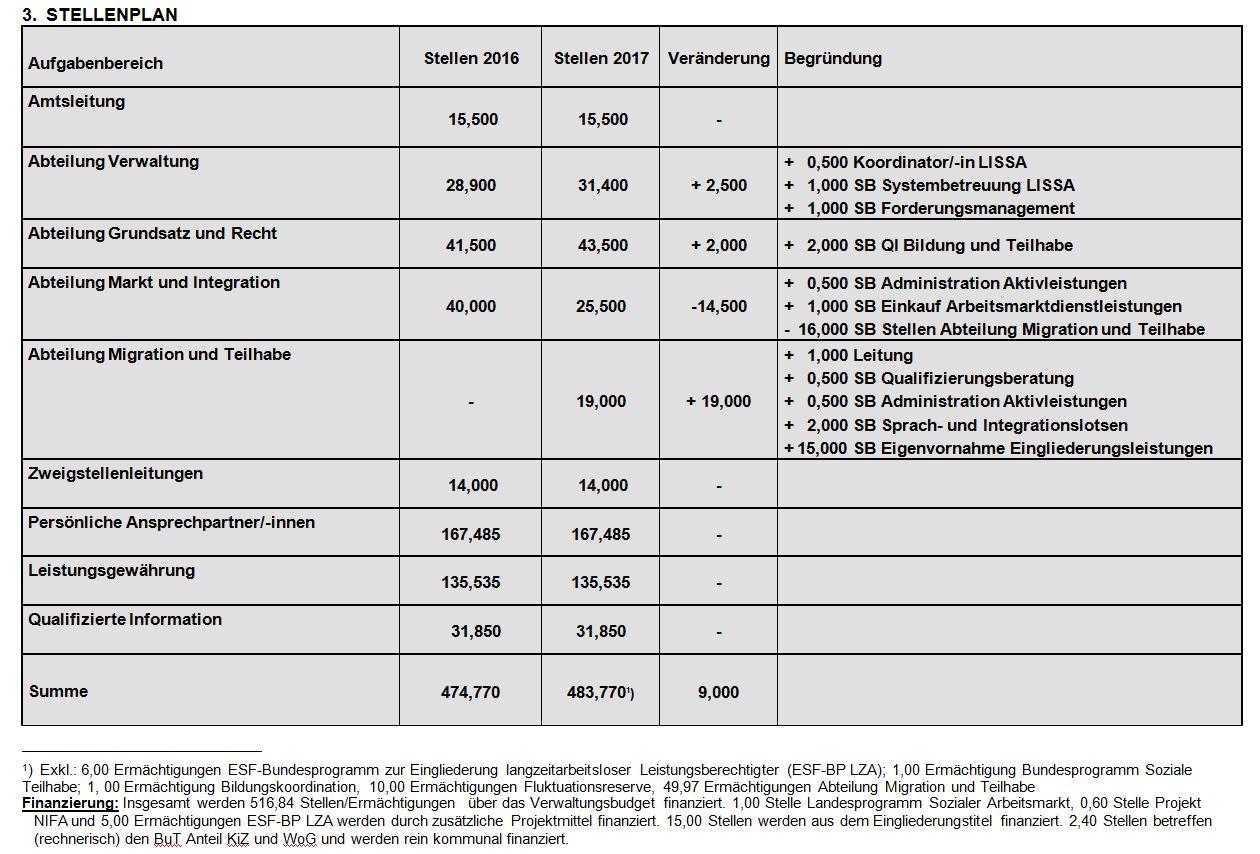 3. STELLENPLAN
Aufgabenbereich Stellen 2016 Stellen 2017 Veränderung Begründung
Amtsleitung
15,500 15,500 -
Abteilung Verwaltung
28,900 31,400 + 2,500
+ 0,500 Koordinator/-in LISSA
+ 1,000 SB Systembetreuung LISSA
+ 1,000 SB Forderungsmanagement
Abteilung Grundsatz und Recht
41,500 43,500 + 2,000 + 2,000 SB QI Bildung und Teilhabe
Abteilung Markt und Integration
40,000 25,500 -14,500
+ 0,500 SB Administration Aktivleistungen
+ 1,000 SB Einkauf Arbeitsmarktdienstleistungen
- 16,000 SB Stellen Abteilung Migration und Teilhabe
Abteilung Migration und Teilhabe
- 19,000 + 19,000
+ 1,000 Leitung
+ 0,500 SB Qualifizierungsberatung
+ 0,500 SB Administration Aktivleistungen
+ 2,000 SB Sprach- und Integrationslotsen
+ 15,000 SB Eigenvornahme Eingliederungsleistungen
Zweigstellenleitungen
14,000 14,000 -
Persönliche Ansprechpartner/-innen
167,485 167,485 -
Leistungsgewährung
135,535 135,535 -
Qualifizierte Information
31,850 31,850 -
Summe 474,770 483,770¹) 9,000
¹) Exkl.: 6,00 Ermächtigungen ESF-Bundesprogramm zur Eingliederung langzeitarbeitsloser Leistungsberechtigter (ESF-BP LZA); 1,00 Ermächtigung Bundesprogramm Soziale
Teilhabe; 1, 00 Ermächtigung Bildungskoordination, 10,00 Ermächtigungen Fluktuationsreserve, 49,97 Ermächtigungen Abteilung Migration und Teilhabe
Finanzierung: Insgesamt werden 516,84 Stellen/Ermächtigungen über das Verwaltungsbudget finanziert. 1,00 Stelle Landesprogramm Sozialer Arbeitsmarkt, 0,60 Stelle Projekt
NIFA und 5,00 Ermächtigungen ESF-BP LZA werden durch zusätzliche Projektmittel finanziert. 15,00 Stellen werden aus dem Eingliederungstitel finanziert. 2,40 Stellen betreffen
(rechnerisch) den BuT Anteil KiZ und WoG und werden rein kommunal finanziert.